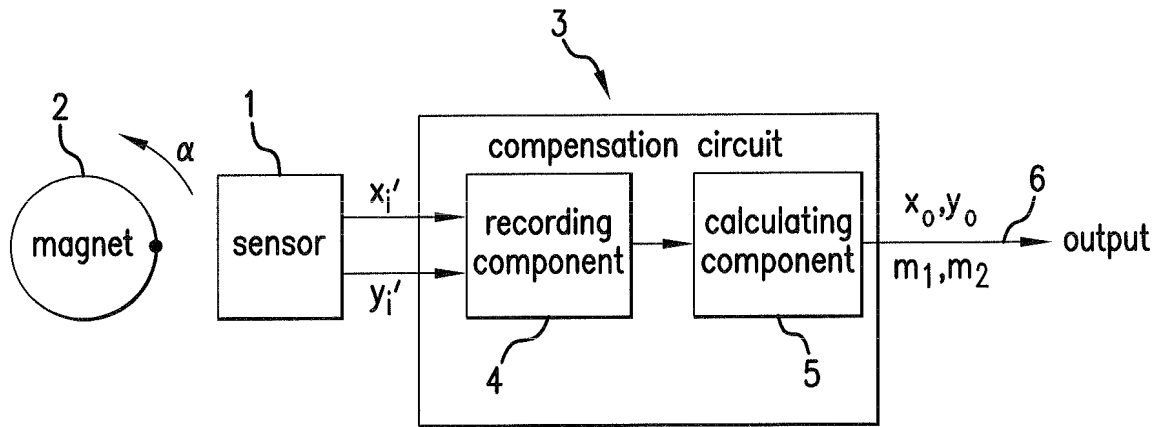 3
2
1
α
compensation circuit
magnet
sensor
xᵢ′
yᵢ′
recording
component
calculating
component
x₀,y₀
m₁,m₂
6
output
4
5